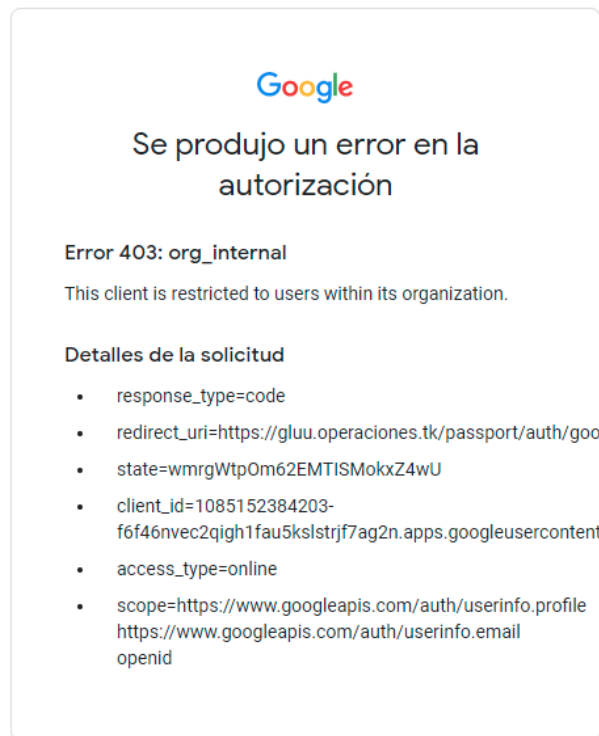 Google
Se produjo un error en la
autorización
Error 403: org_internal
This client is restricted to users within its organization.
Detalles de la solicitud
• response_type=code
• redirect_uri=https://gluu.operaciones.tk/passport/auth/goo
• state=wmrgWtpOm62EMTISMokxZ4wU
• client_id=1085152384203-
f6f46nvec2qigh1fau5kslstrjf7ag2n.apps.googleusercontent
• access_type=online
• scope=https://www.googleapis.com/auth/userinfo.profile
https://www.googleapis.com/auth/userinfo.email
openid